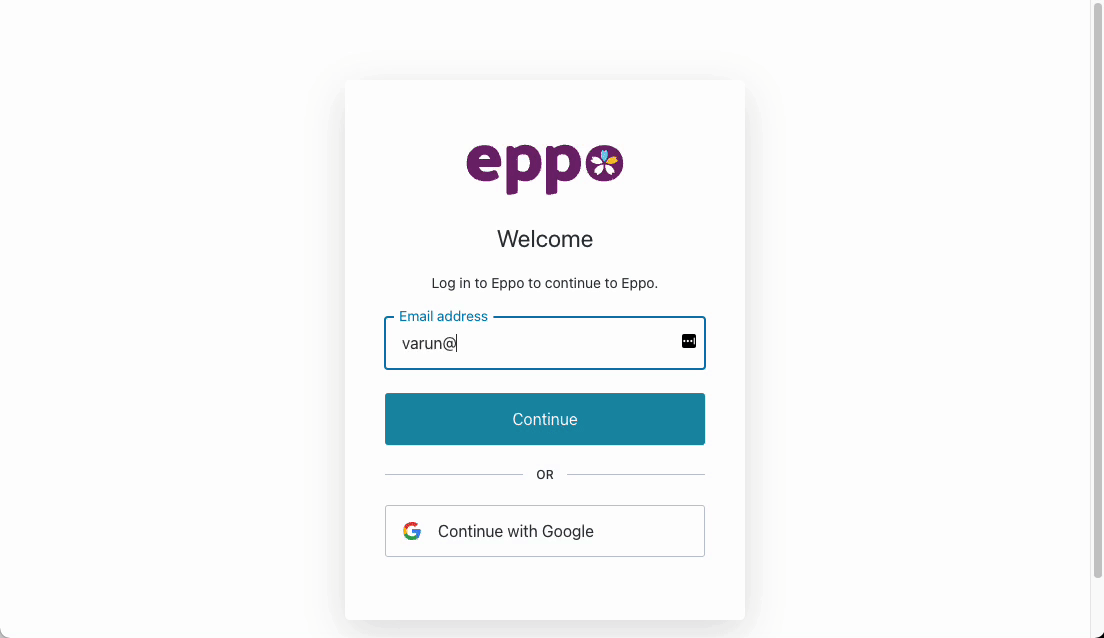 eppo
Welcome
Log in to Eppo to continue to Eppo.
Email address
varun@
Continue
OR
Continue with Google